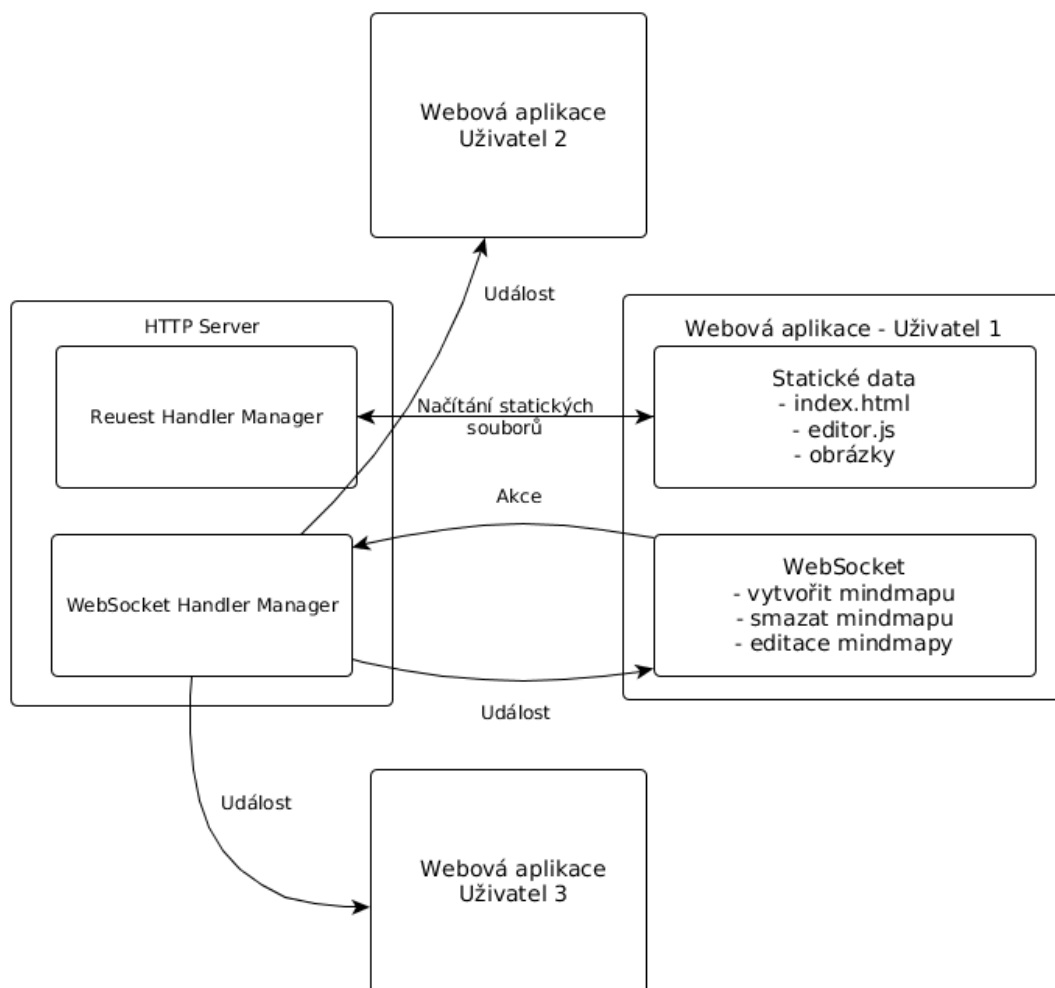 Webová aplikace
Uživatel 2
Událost
HTTP Server
Reuest Handler Manager
WebSocket Handler Manager
Načítání statických
souborů
Akce
Událost
Webová aplikace - Uživatel 1
Statické data
- index.html
- editor.js
- obrázky
WebSocket
- vytvořit mindmapu
- smazat mindmapu
- editace mindmapy
Událost
Webová aplikace
Uživatel 3